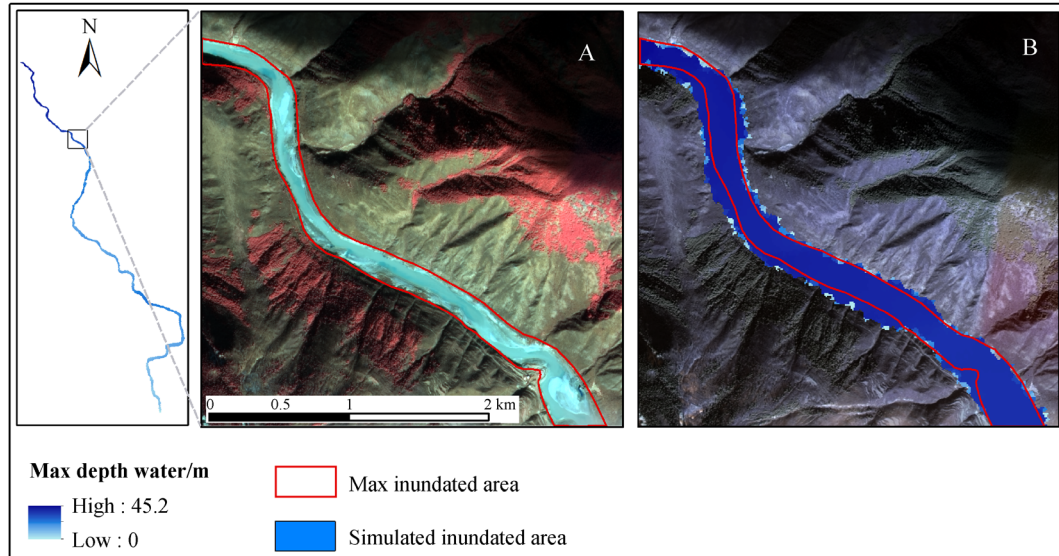 N
A
B
0 0.5 1 2 km
Max depth water/m
High : 45.2
Low : 0
Max inundated area
Simulated inundated area